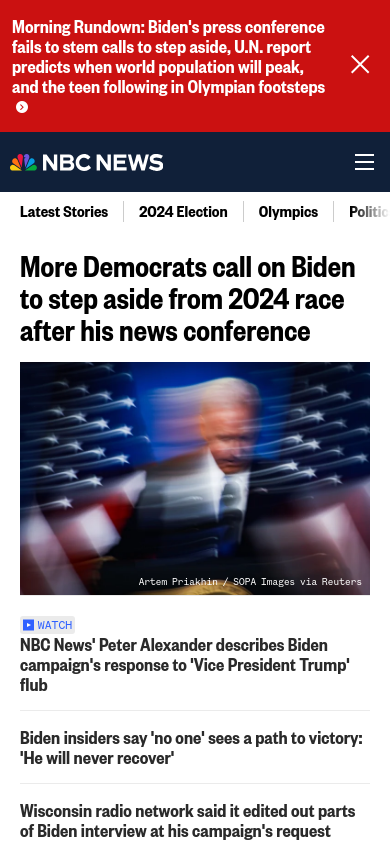 Morning Rundown: Biden's press conference
fails to stem calls to step aside, U.N. report
predicts when world population will peak,
and the teen following in Olympian footsteps
NBC NEWS
Latest Stories
2024 Election
Olympics
Politic
More Democrats call on Biden
to step aside from 2024 race
after his news conference
Artem Priakhin / SOPA Images via Reuters
WATCH
NBC News' Peter Alexander describes Biden
campaign's response to 'Vice President Trump'
flub
Biden insiders say 'no one' sees a path to victory:
'He will never recover'
Wisconsin radio network said it edited out parts
of Biden interview at his campaign's request